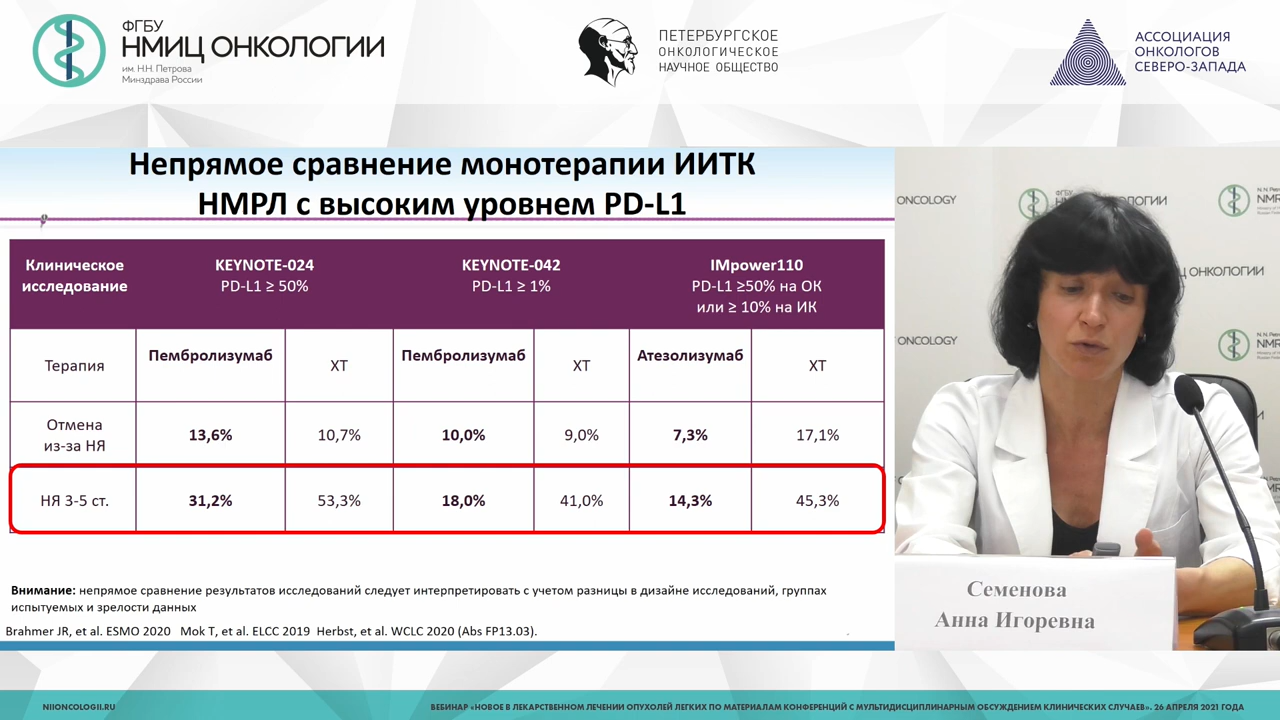 ФГБУ
НМИЦ ОНКОЛОГИИ
им. Н.Н. Петрова
Минздрава России
ПЕТЕРБУРГСКОЕ
ОНКОЛОГИЧЕСКОЕ
НАУЧНОЕ ОБЩЕСТВО
АССОЦИАЦИЯ
ОНКОЛОГОВ
СЕВЕРО-ЗАПАДА
Непрямое сравнение монотерапии ИИТК
НМРЛ с высоким уровнем PD-L1
Клиническое исследование
KEYNOTE-024
PD-L1 ≥ 50%
KEYNOTE-042
PD-L1 ≥ 1%
IMpower110
PD-L1 ≥50% на ОК
или ≥ 10% на ИК
Терапия Пембролизумаб ХТ Пембролизумаб ХТ Атезолизумаб ХТ
Отмена
из-за НЯ
13,6% 10,7% 10,0% 9,0% 7,3% 17,1%
НЯ 3-5 ст. 31,2% 53,3% 18,0% 41,0% 14,3% 45,3%
Внимание: непрямое сравнение результатов исследований следует интерпретировать с учетом разницы в дизайне исследований, группах
испытуемых и зрелости данных
Brahmer JR, et al. ESMO 2020 Mok T, et al. ELCC 2019 Herbst, et al. WCLC 2020 (Abs FP13.03).
ONCOLOGY
ФГБУ
НМИЦ ОНКОЛОГИИ
Ц ОНКОЛОГИИ
ONCOLOGY
NMR
Семенова
Анна Игоревна
NIIONCOLOGII.RU
ВЕБИНАР «НОВОЕ В ЛЕКАРСТВЕННОМ ЛЕЧЕНИИ ОПУХОЛЕЙ ЛЕГКИХ ПО МАТЕРИАЛАМ КОНФЕРЕНЦИЙ С МУЛЬТИДИСЦИПЛИНАРНЫМ ОБСУЖДЕНИЕМ КЛИНИЧЕСКИХ СЛУЧАЕВ». 26 АПРЕЛЯ 2021 ГОДА